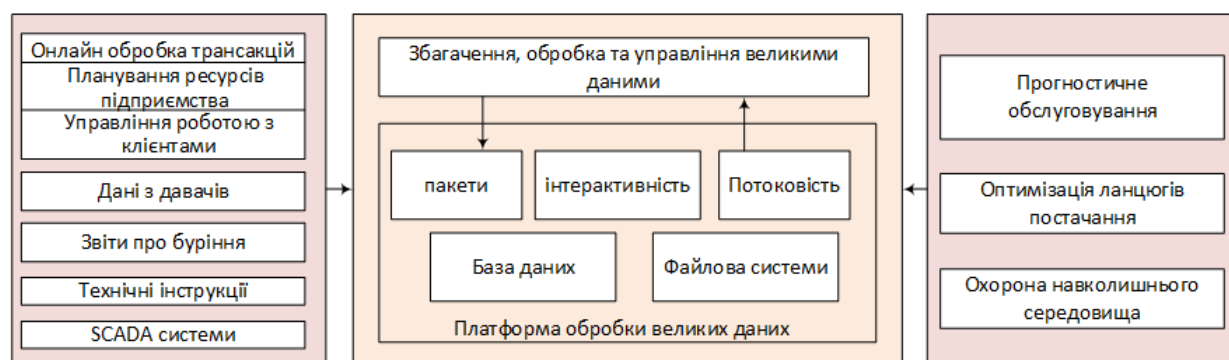 Онлайн обробка трансакцій
Планування ресурсів
підприємства
Управління роботою з
клієнтами
Дані з давачів
Звіти про буріння
Технічні інструкції
SCADA системи
Збагачення, обробка та управління великими
даними
пакети
інтерактивність
Потоковість
База даних
Файлова системи
Платформа обробки великих даних
Прогностичне
обслуговування
Оптимізація ланцюгів
постачання
Охорона навколишнього
середовища